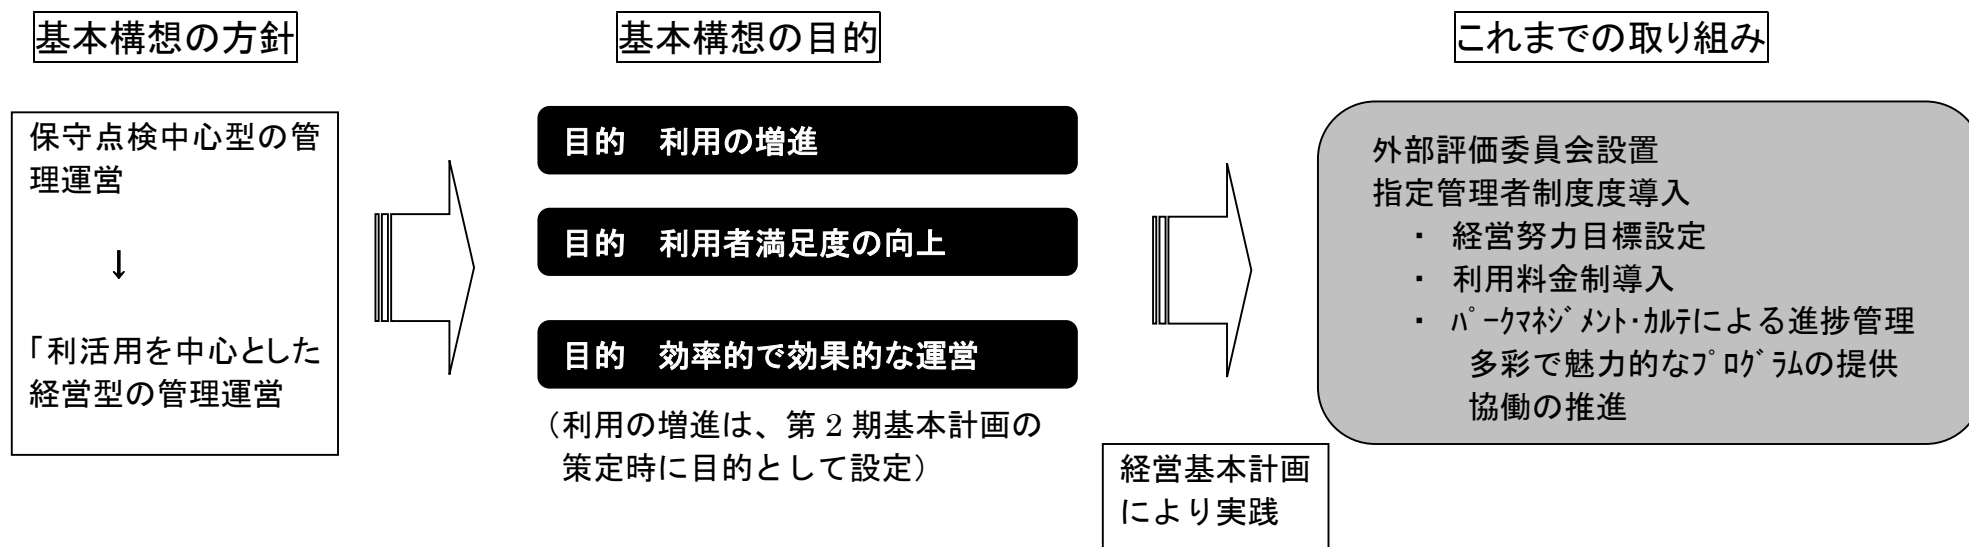 基本構想の方針
保守点検中心型の管
理運営
↓
「利活用を中心とした
経営型の管理運営
基本構想の目的
目的　利用の増進
目的　利用者満足度の向上
目的　効率的で効果的な運営
（利用の増進は、第 2 期基本計画の
策定時に目的として設定）
経営基本計画
により実践
これまでの取り組み
外部評価委員会設置
指定管理者制度度導入
・ 経営努力目標設定
・ 利用料金制導入
・ ﾊﾟｰｸﾏﾈｼﾞﾒﾝﾄ･ｶﾙﾃによる進捗管理
多彩で魅力的なﾌﾟﾛｸﾞﾗﾑの提供
協働の推進